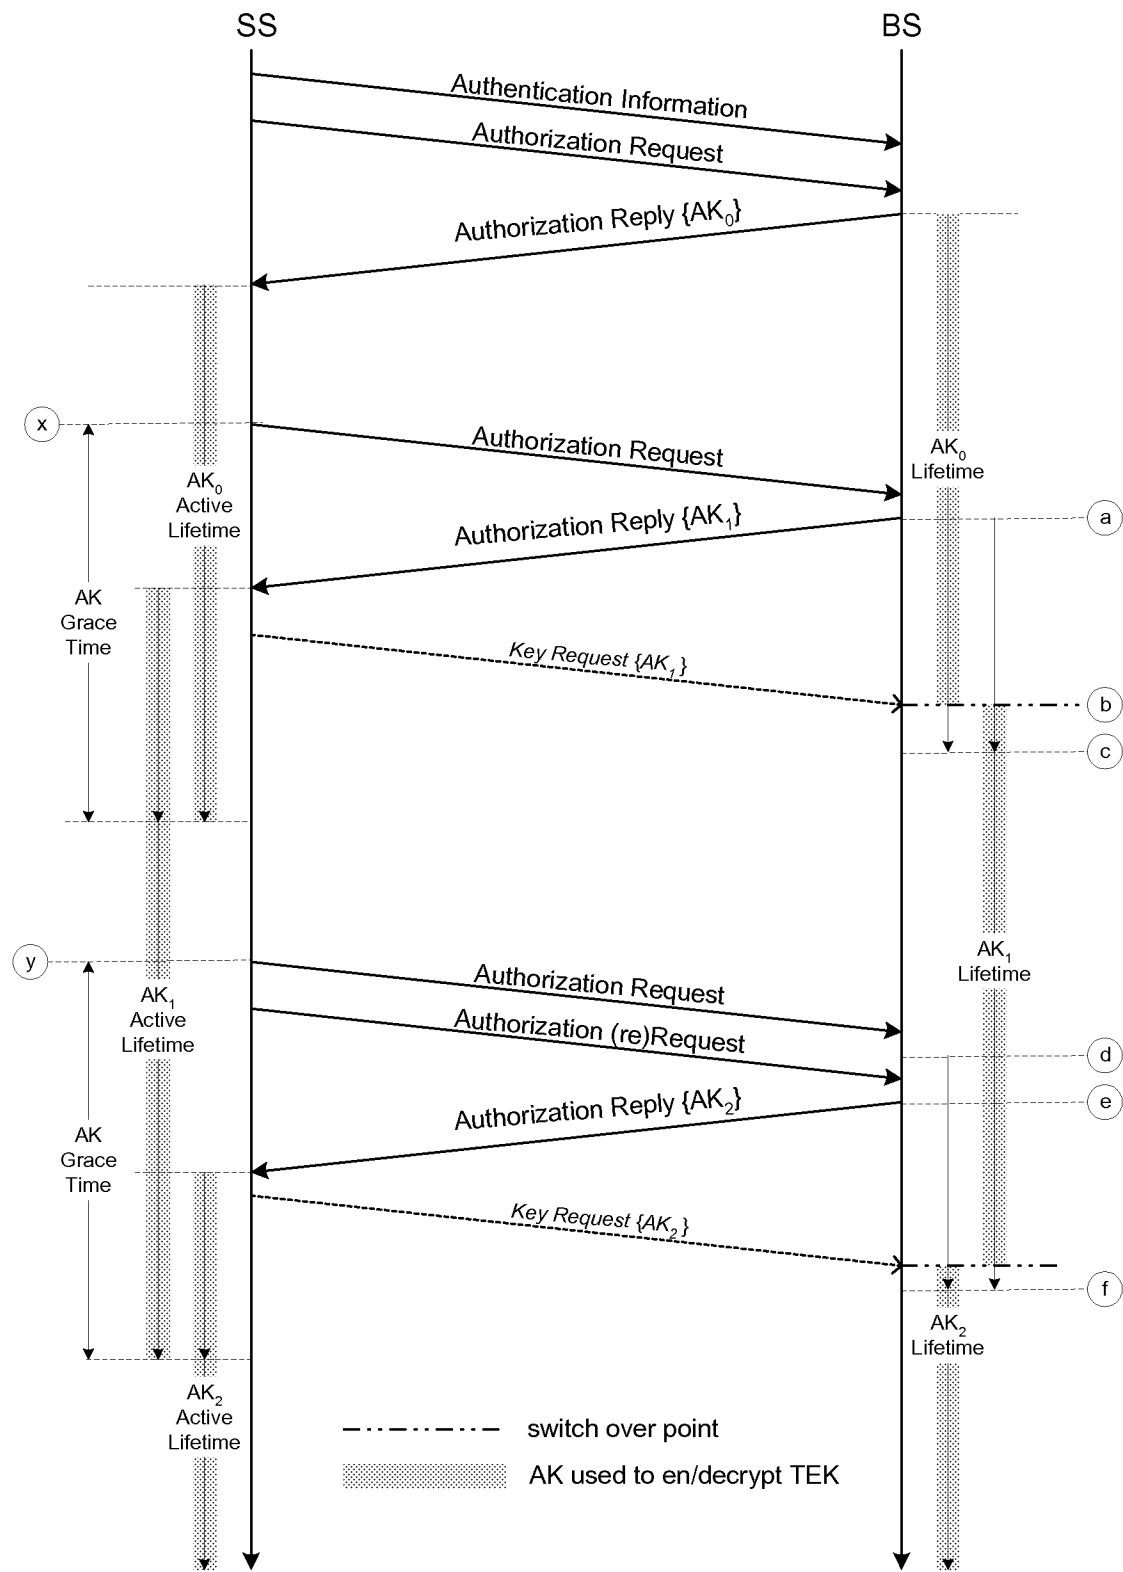 SS
BS
Authentication Information
Authorization Request
Authorization Reply {AK0}
x
Authorization Request
AK0
Lifetime
AK0
Active
Lifetime
Authorization Reply {AK1}
a
AK
Grace
Time
Key Request {AK1}
b
c
y
Authorization Request
AK1
Lifetime
AK1
Active
Lifetime
Authorization (re)Request
d
Authorization Reply {AK2}
e
AK
Grace
Time
Key Request {AK2}
f
AK2
Lifetime
AK2
Active
Lifetime
switch over point
AK used to en/decrypt TEK